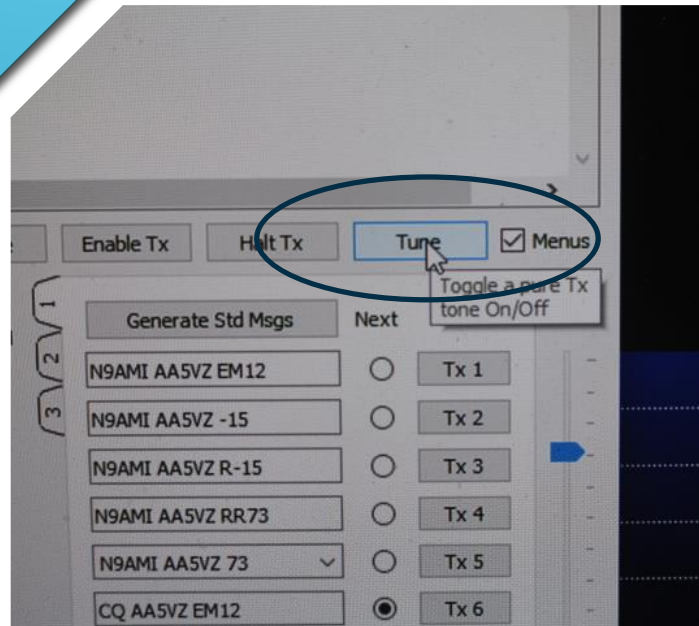 Enable Tx Halt Tx Tune Menus
Toggle a pure Tx
tone On/Off
1
2
3
Generate Std Msgs Next
N9AMI AA5VZ EM12 Tx 1
N9AMI AA5VZ -15 Tx 2
N9AMI AA5VZ R-15 Tx 3
N9AMI AA5VZ RR73 Tx 4
N9AMI AA5VZ 73 Tx 5
CQ AA5VZ EM12 Tx 6